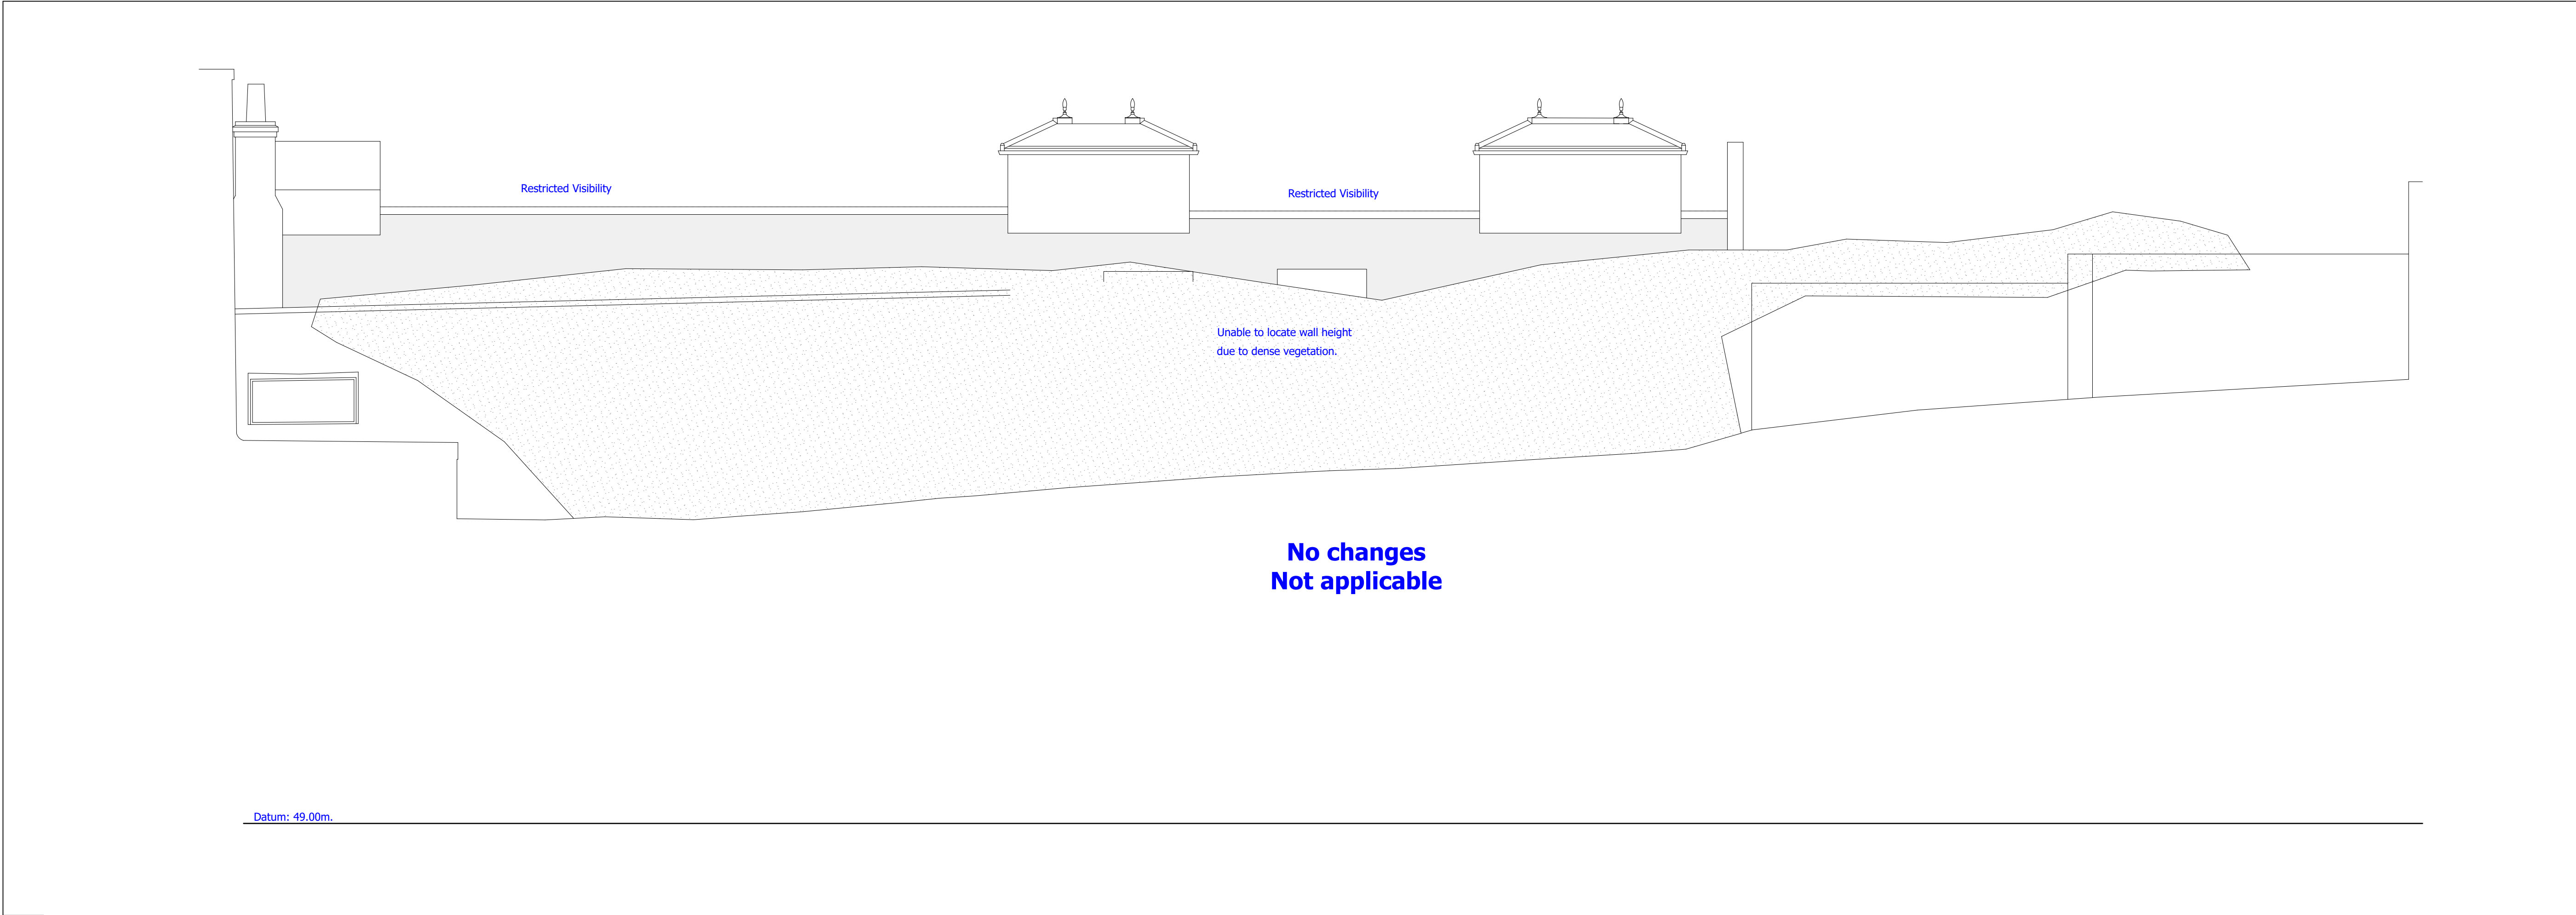 Restricted Visibility
Restricted Visibility
Unable to locate wall height
due to dense vegetation.
No changes
Not applicable
Datum: 49.00m.